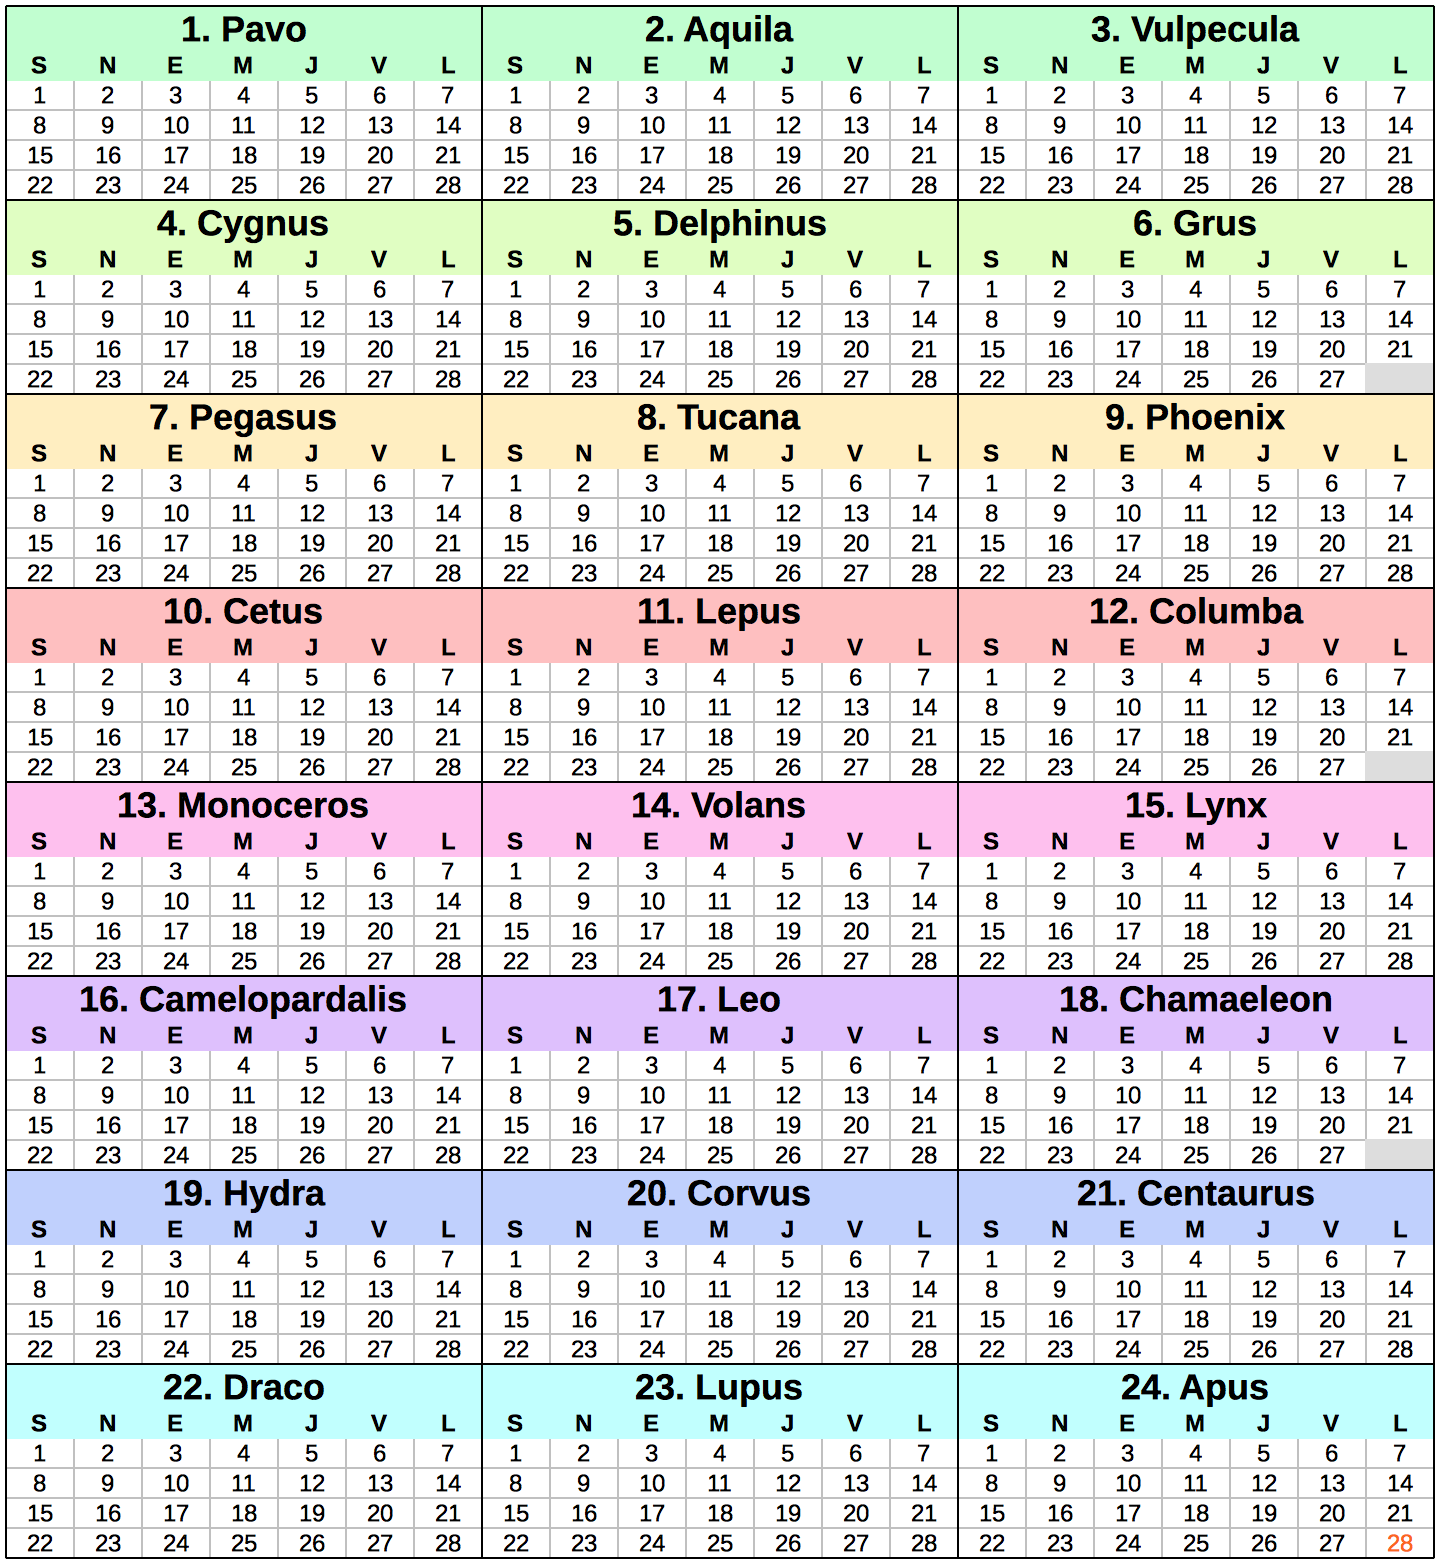 1. Pavo 2. Aquila 3. Vulpecula
S N E M J V L S N E M J V L S N E M J V L
1 2 3 4 5 6 7 1 2 3 4 5 6 7 1 2 3 4 5 6 7
8 9 10 11 12 13 14 8 9 10 11 12 13 14 8 9 10 11 12 13 14
15 16 17 18 19 20 21 15 16 17 18 19 20 21 15 16 17 18 19 20 21
22 23 24 25 26 27 28 22 23 24 25 26 27 28 22 23 24 25 26 27 28
4. Cygnus 5. Delphinus 6. Grus
S N E M J V L S N E M J V L S N E M J V L
1 2 3 4 5 6 7 1 2 3 4 5 6 7 1 2 3 4 5 6 7
8 9 10 11 12 13 14 8 9 10 11 12 13 14 8 9 10 11 12 13 14
15 16 17 18 19 20 21 15 16 17 18 19 20 21 15 16 17 18 19 20 21
22 23 24 25 26 27 28 22 23 24 25 26 27 28 22 23 24 25 26 27
7. Pegasus 8. Tucana 9. Phoenix
S N E M J V L S N E M J V L S N E M J V L
1 2 3 4 5 6 7 1 2 3 4 5 6 7 1 2 3 4 5 6 7
8 9 10 11 12 13 14 8 9 10 11 12 13 14 8 9 10 11 12 13 14
15 16 17 18 19 20 21 15 16 17 18 19 20 21 15 16 17 18 19 20 21
22 23 24 25 26 27 28 22 23 24 25 26 27 28 22 23 24 25 26 27 28
10. Cetus 11. Lepus 12. Columba
S N E M J V L S N E M J V L S N E M J V L
1 2 3 4 5 6 7 1 2 3 4 5 6 7 1 2 3 4 5 6 7
8 9 10 11 12 13 14 8 9 10 11 12 13 14 8 9 10 11 12 13 14
15 16 17 18 19 20 21 15 16 17 18 19 20 21 15 16 17 18 19 20 21
22 23 24 25 26 27 28 22 23 24 25 26 27 28 22 23 24 25 26 27
13. Monoceros 14. Volans 15. Lynx
S N E M J V L S N E M J V L S N E M J V L
1 2 3 4 5 6 7 1 2 3 4 5 6 7 1 2 3 4 5 6 7
8 9 10 11 12 13 14 8 9 10 11 12 13 14 8 9 10 11 12 13 14
15 16 17 18 19 20 21 15 16 17 18 19 20 21 15 16 17 18 19 20 21
22 23 24 25 26 27 28 22 23 24 25 26 27 28 22 23 24 25 26 27 28
16. Camelopardalis 17. Leo 18. Chamaeleon
S N E M J V L S N E M J V L S N E M J V L
1 2 3 4 5 6 7 1 2 3 4 5 6 7 1 2 3 4 5 6 7
8 9 10 11 12 13 14 8 9 10 11 12 13 14 8 9 10 11 12 13 14
15 16 17 18 19 20 21 15 16 17 18 19 20 21 15 16 17 18 19 20 21
22 23 24 25 26 27 28 22 23 24 25 26 27 28 22 23 24 25 26 27
19. Hydra 20. Corvus 21. Centaurus
S N E M J V L S N E M J V L S N E M J V L
1 2 3 4 5 6 7 1 2 3 4 5 6 7 1 2 3 4 5 6 7
8 9 10 11 12 13 14 8 9 10 11 12 13 14 8 9 10 11 12 13 14
15 16 17 18 19 20 21 15 16 17 18 19 20 21 15 16 17 18 19 20 21
22 23 24 25 26 27 28 22 23 24 25 26 27 28 22 23 24 25 26 27 28
22. Draco 23. Lupus 24. Apus
S N E M J V L S N E M J V L S N E M J V L
1 2 3 4 5 6 7 1 2 3 4 5 6 7 1 2 3 4 5 6 7
8 9 10 11 12 13 14 8 9 10 11 12 13 14 8 9 10 11 12 13 14
15 16 17 18 19 20 21 15 16 17 18 19 20 21 15 16 17 18 19 20 21
22 23 24 25 26 27 28 22 23 24 25 26 27 28 22 23 24 25 26 27 28